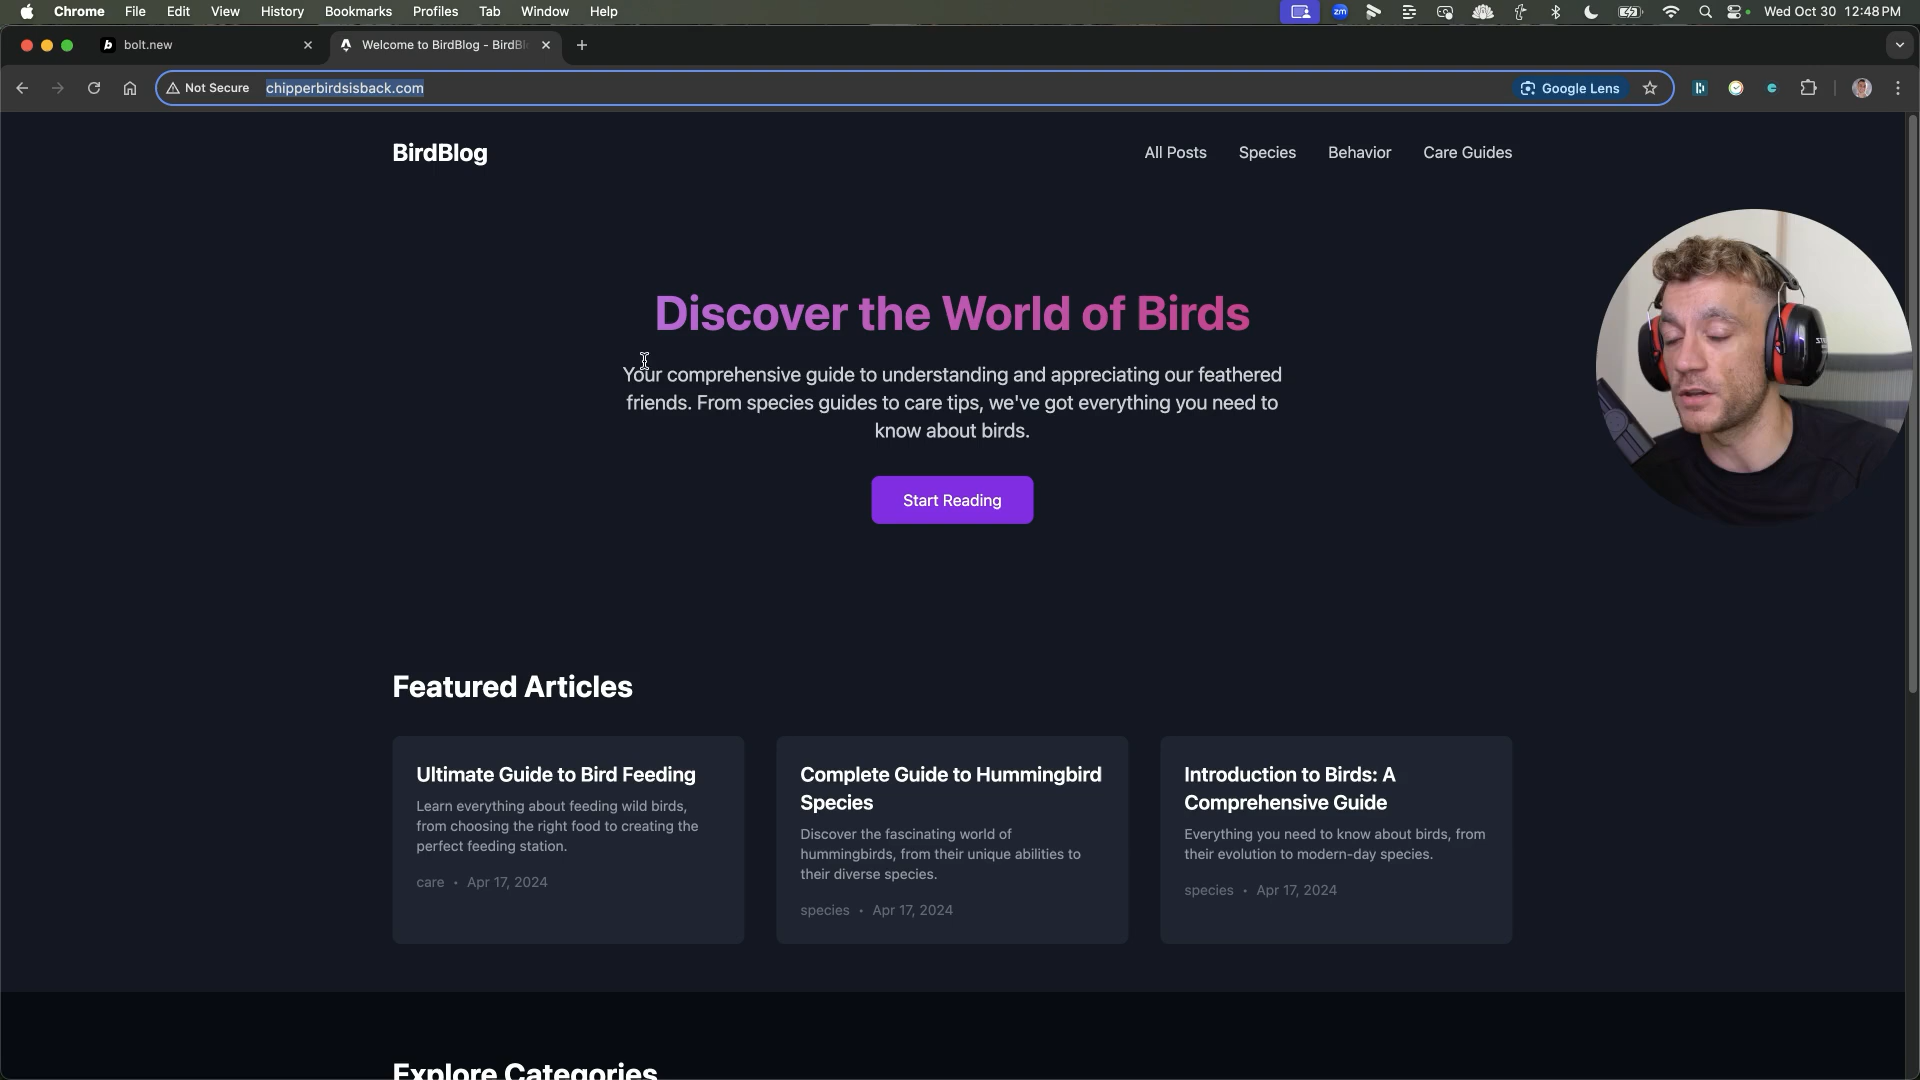 Chrome File Edit View History Bookmarks Profiles Tab Window Help
zm
Wed Oct 30 12:48 PM
b bolt.new
Welcome to BirdBlog - BirdBl
Not Secure chipperbirdsisback.com
Google Lens
BirdBlog
All Posts Species Behavior Care Guides
Discover the World of Birds
Your comprehensive guide to understanding and appreciating our feathered
friends. From species guides to care tips, we've got everything you need to
know about birds.
Start Reading
Featured Articles
Ultimate Guide to Bird Feeding
Learn everything about feeding wild birds,
from choosing the right food to creating the
perfect feeding station.
care • Apr 17, 2024
Complete Guide to Hummingbird
Species
Discover the fascinating world of
hummingbirds, from their unique abilities to
their diverse species.
species • Apr 17, 2024
Introduction to Birds: A
Comprehensive Guide
Everything you need to know about birds, from
their evolution to modern-day species.
species • Apr 17, 2024
Explore Categories